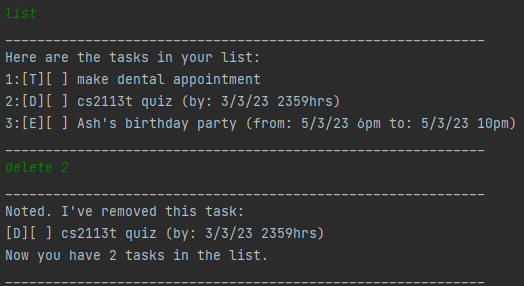 list
____________________________________________________________
Here are the tasks in your list:
1:[T][ ] make dental appointment
2:[D][ ] cs2113t quiz (by: 3/3/23 2359hrs)
3:[E][ ] Ash's birthday party (from: 5/3/23 6pm to: 5/3/23 10pm)
____________________________________________________________
delete 2
____________________________________________________________
Noted. I've removed this task:
[D][ ] cs2113t quiz (by: 3/3/23 2359hrs)
Now you have 2 tasks in the list.
____________________________________________________________